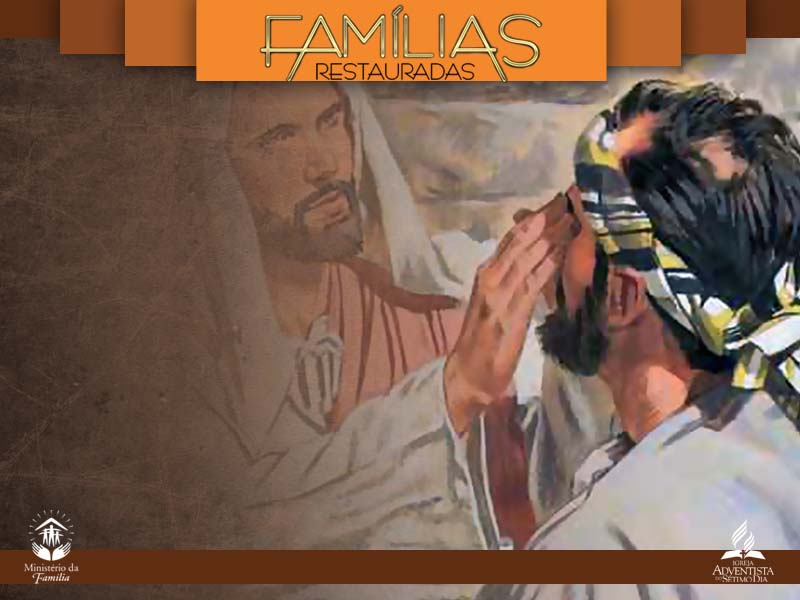 FAMÍLIAS
RESTAURADAS
Ministério da
Família
IGREJA
ADVENTISTA
DO SÉTIMO DIA